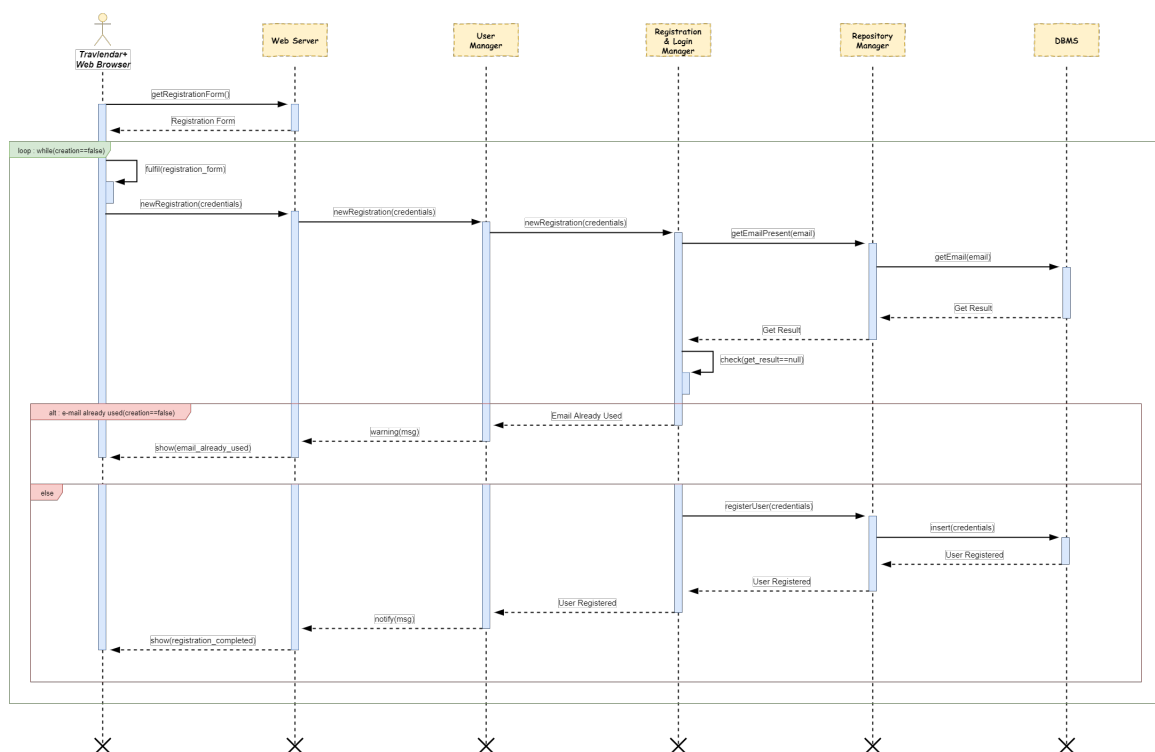 Travlendar+
Web Browser
Web Server
User
Manager
Registration
& Login
Manager
Repository
Manager
DBMS
getRegistrationForm()
Registration Form
loop : while(creation==false)
fulfil(registration_form)
newRegistration(credentials)
newRegistration(credentials)
newRegistration(credentials)
getEmailPresent(email)
getEmail(email)
Get Result
Get Result
check(get_result==null)
alt : e-mail already used(creation==false)
Email Already Used
warning(msg)
show(email_already_used)
else
registerUser(credentials)
insert(credentials)
User Registered
User Registered
User Registered
notify(msg)
show(registration_completed)